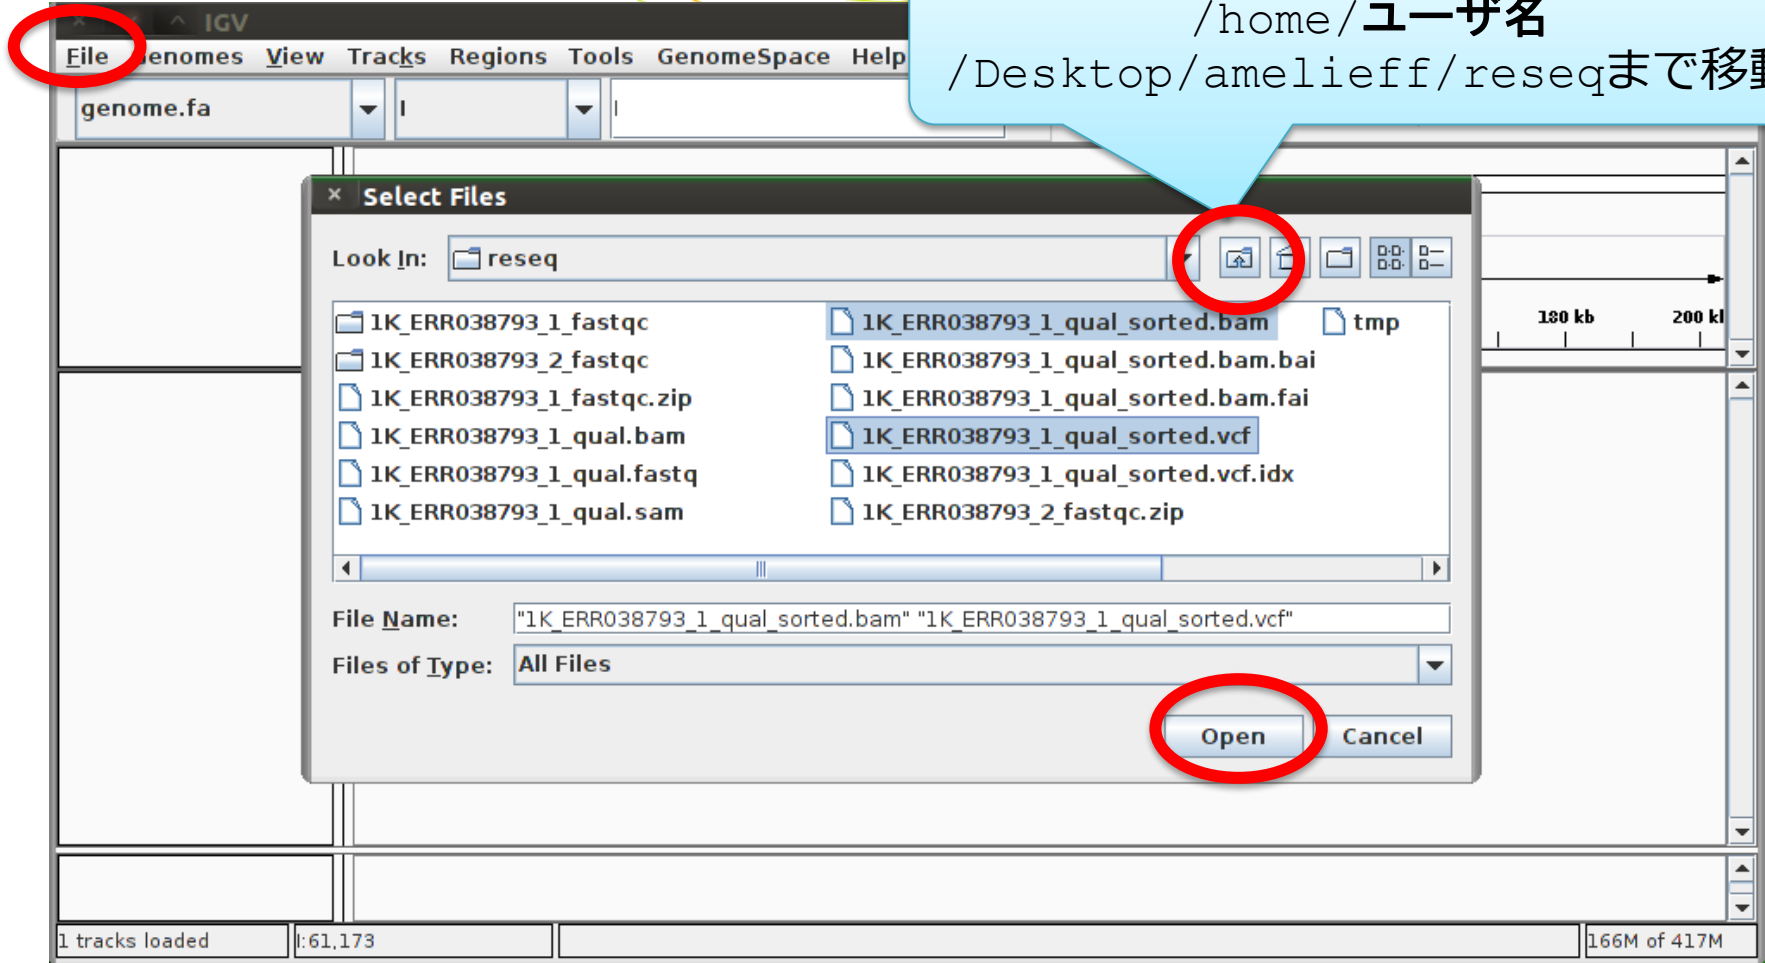 IGV
/home/ユーザ名
/Desktop/amelieff/reseqまで移動
File Genomes View Tracks Regions Tools GenomeSpace Help
genome.fa
I
I
Select Files
Look In: reseq
1K_ERR038793_1_fastqc
1K_ERR038793_2_fastqc
1K_ERR038793_1_fastqc.zip
1K_ERR038793_1_qual.bam
1K_ERR038793_1_qual.fastq
1K_ERR038793_1_qual.sam
1K_ERR038793_1_qual_sorted.bam
1K_ERR038793_1_qual_sorted.bam.bai
1K_ERR038793_1_qual_sorted.bam.fai
1K_ERR038793_1_qual_sorted.vcf
1K_ERR038793_1_qual_sorted.vcf.idx
1K_ERR038793_2_fastqc.zip
tmp
180 kb
200 k
File Name: "1K_ERR038793_1_qual_sorted.bam" "1K_ERR038793_1_qual_sorted.vcf"
Files of Type: All Files
Open Cancel
1 tracks loaded
I:61,173
166M of 417M